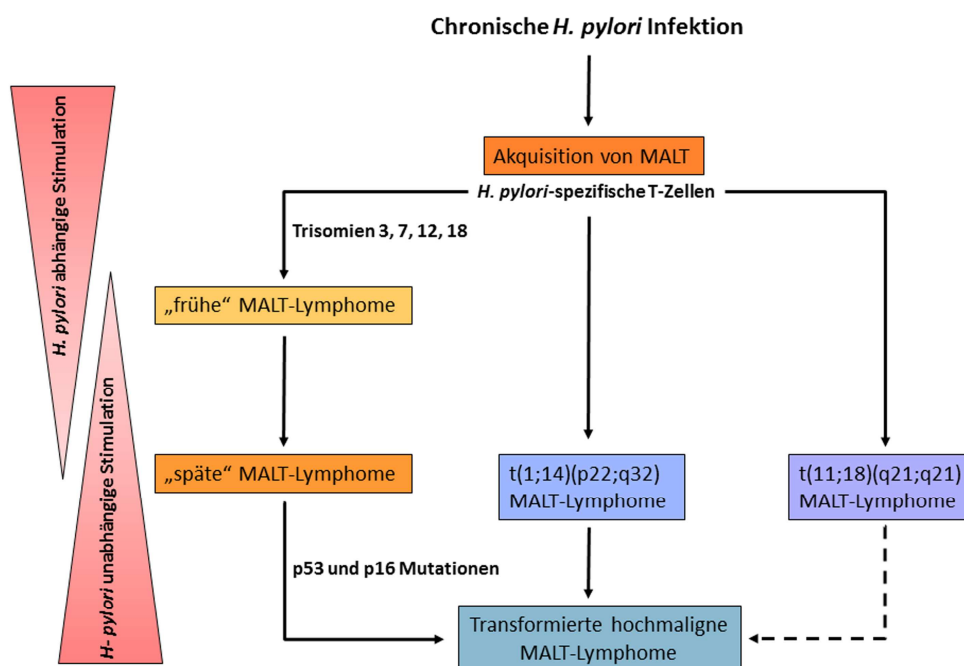 Chronische H. pylori Infektion
Akquisition von MALT
H. pylori-spezifische T-Zellen
Trisomien 3, 7, 12, 18
„frühe“ MALT-Lymphome
„späte“ MALT-Lymphome
t(1;14)(p22;q32)
MALT-Lymphome
t(11;18)(q21;q21)
MALT-Lymphome
p53 und p16 Mutationen
Transformierte hochmaligne
MALT-Lymphome
H. pylori abhängige Stimulation
H- pylori unabhängige Stimulation